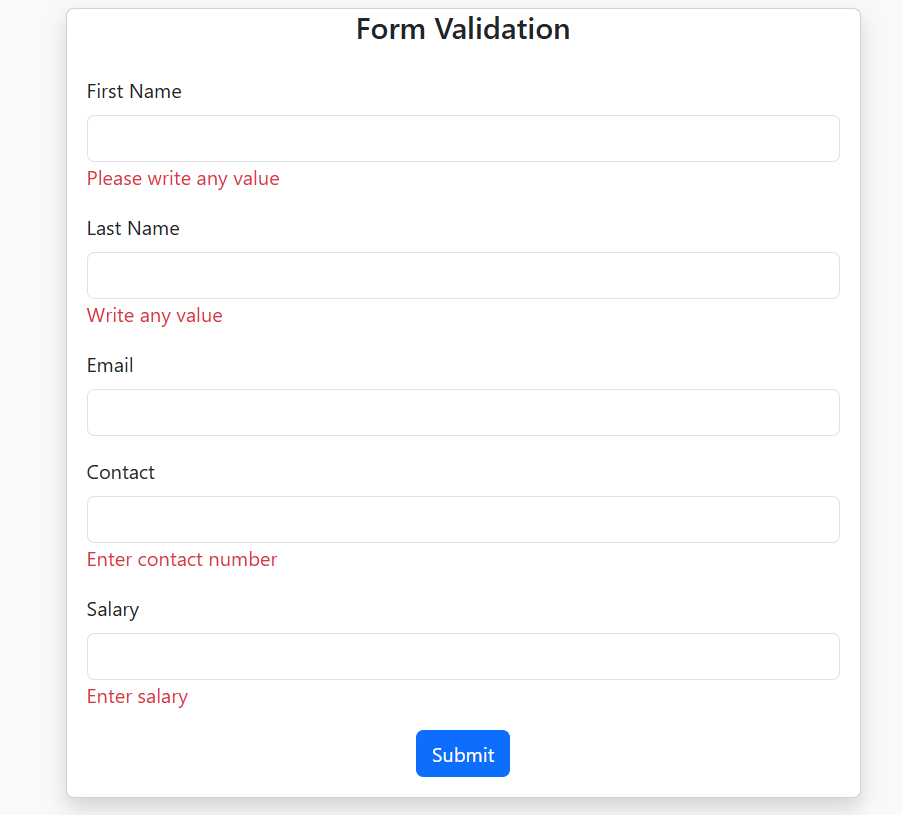 Form Validation
First Name
Please write any value
Last Name
Write any value
Email
Contact
Enter contact number
Salary
Enter salary
Submit